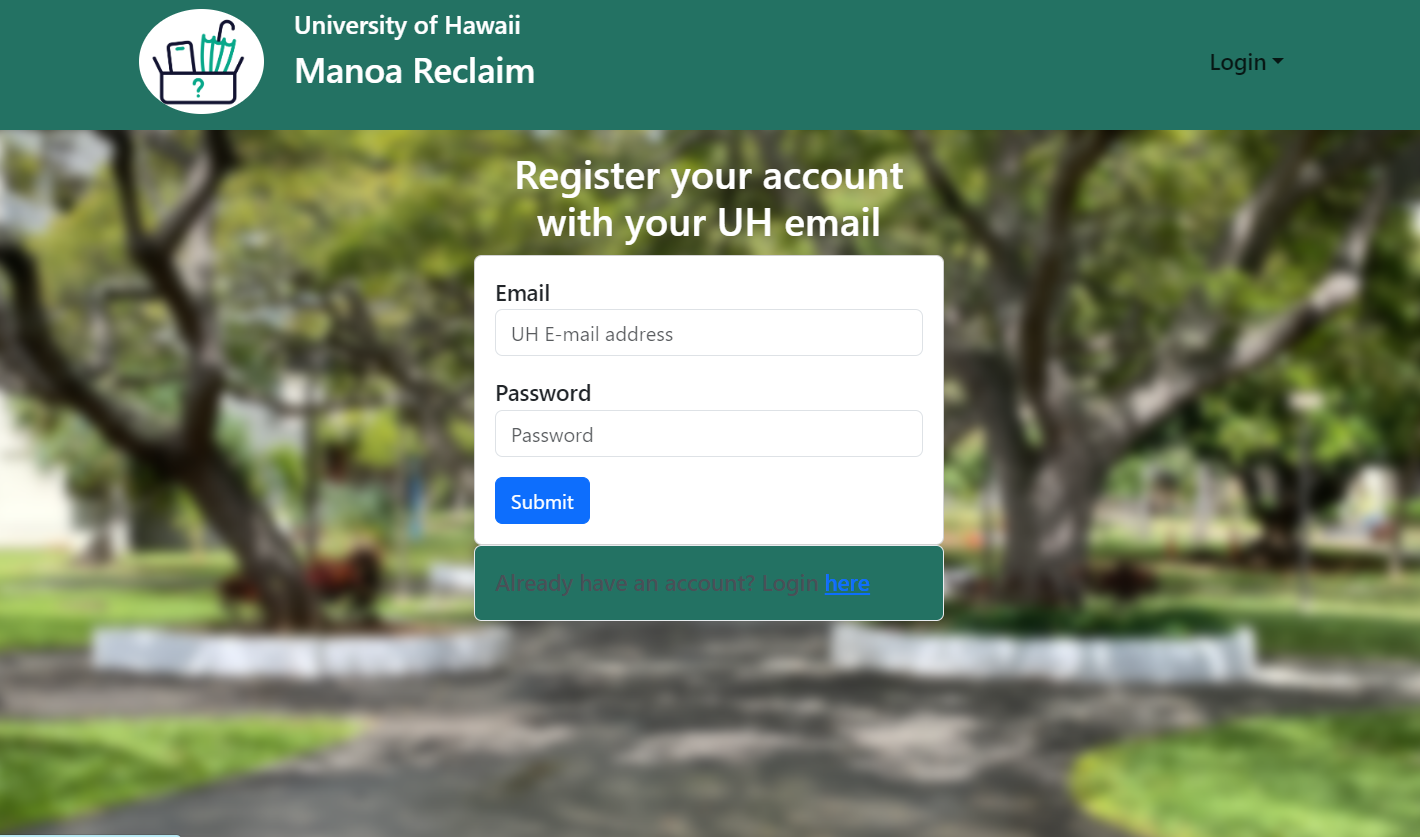 University of Hawaii
Manoa Reclaim
Login
?
Register your account
with your UH email
Email
UH E-mail address
Password
Password
Submit
Already have an account? Login here